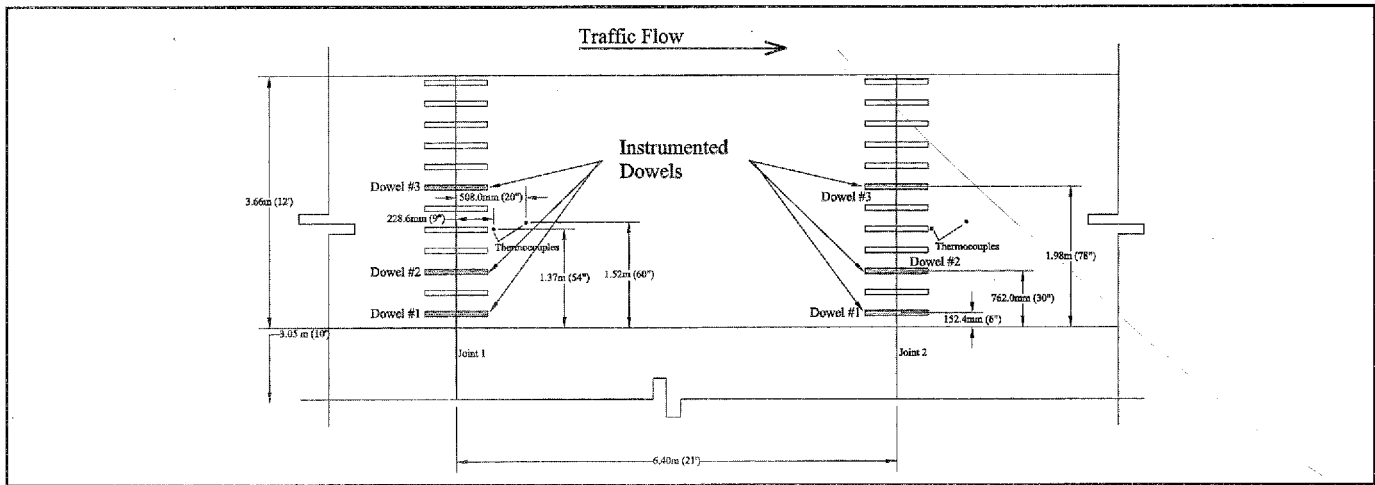 Traffic Flow
Instrumented
Dowels
Dowel #3
508.0mm (20")
228.6mm (9")
Thermocouples
3.66m (12')
1.37m (54")
1.52m (60")
Dowel #2
Dowel #1
3.05 m (10')
Joint 1
Dowel #3
Thermocouples
Dowel #2
1.98m (78")
762.0mm (30")
Dowel #1
152.4mm (6")
Joint 2
6.40m (21')